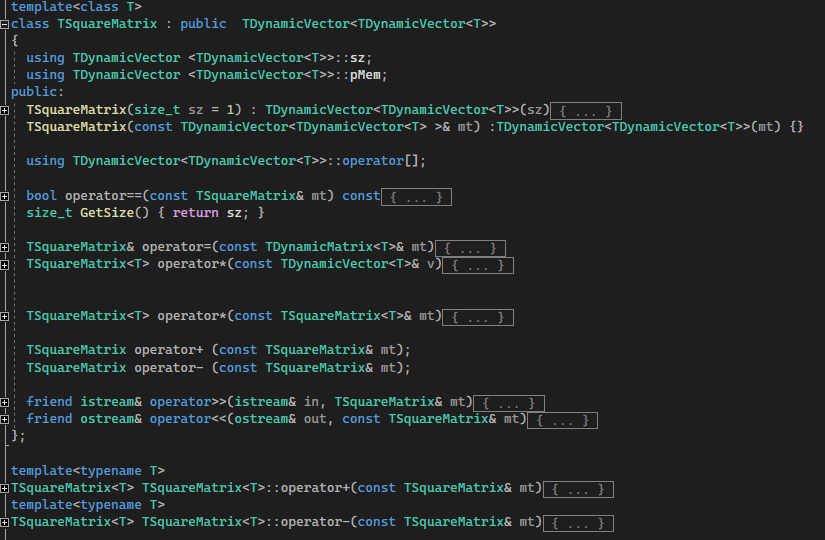 template<class T>
class TSquareMatrix : public  TDynamicVector<TDynamicVector<T>>
{
  using TDynamicVector <TDynamicVector<T>>::sz;
  using TDynamicVector <TDynamicVector<T>>::pMem;
public:
  TSquareMatrix(size_t sz = 1) : TDynamicVector<TDynamicVector<T>>(sz){ ... }
  TSquareMatrix(const TDynamicVector<TDynamicVector<T> >& mt) :TDynamicVector<TDynamicVector<T>>(mt) {}
  using TDynamicVector<TDynamicVector<T>>::operator[];
  bool operator==(const TSquareMatrix& mt) const{ ... }
  size_t GetSize() { return sz; }
  TSquareMatrix& operator=(const TDynamicMatrix<T>& mt){ ... }
  TSquareMatrix<T> operator*(const TDynamicVector<T>& v){ ... }
  TSquareMatrix<T> operator*(const TSquareMatrix<T>& mt){ ... }
  TSquareMatrix operator+ (const TSquareMatrix& mt);
  TSquareMatrix operator- (const TSquareMatrix& mt);
  friend istream& operator>>(istream& in, TSquareMatrix& mt){ ... }
  friend ostream& operator<<(ostream& out, const TSquareMatrix& mt){ ... }
};
template<typename T>
TSquareMatrix<T> TSquareMatrix<T>::operator+(const TSquareMatrix& mt){ ... }
template<typename T>
TSquareMatrix<T> TSquareMatrix<T>::operator-(const TSquareMatrix& mt){ ... }